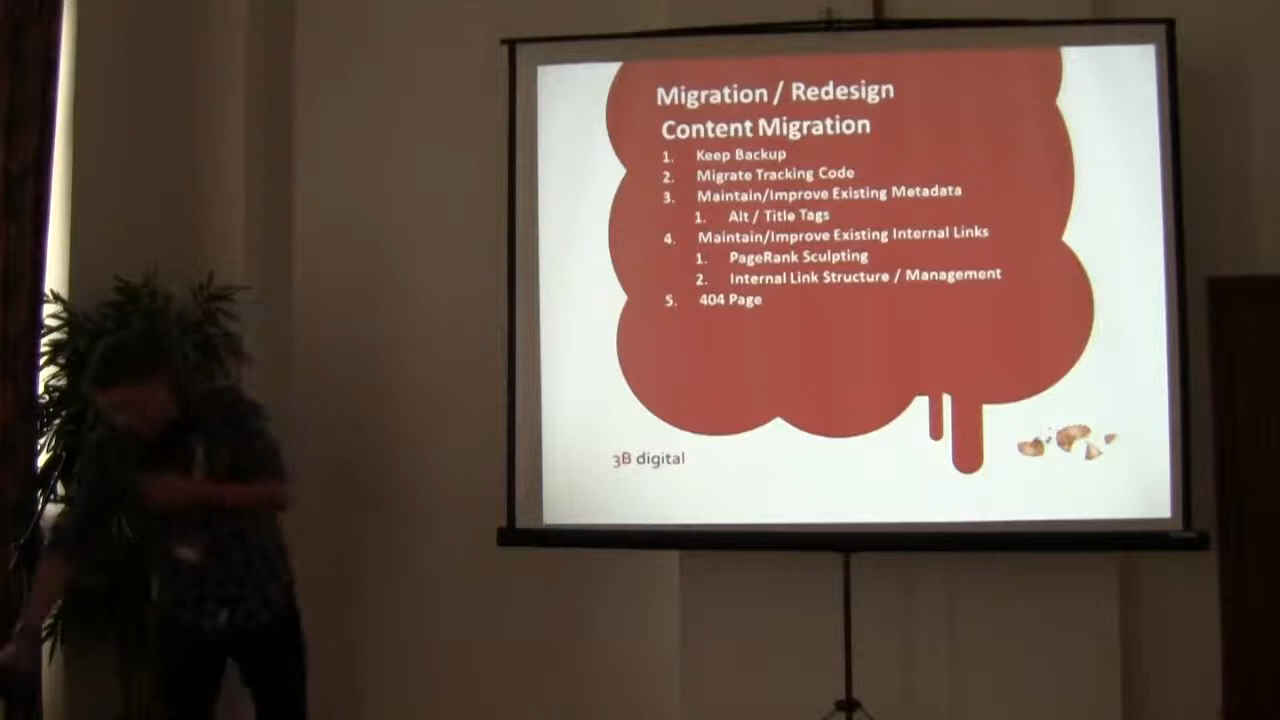 Migration / Redesign
Content Migration
1. Keep Backup
2. Migrate Tracking Code
3. Maintain/Improve Existing Metadata
1. Alt / Title Tags
4. Maintain/Improve Existing Internal Links
1. PageRank Sculpting
2. Internal Link Structure / Management
5. 404 Page
3B digital